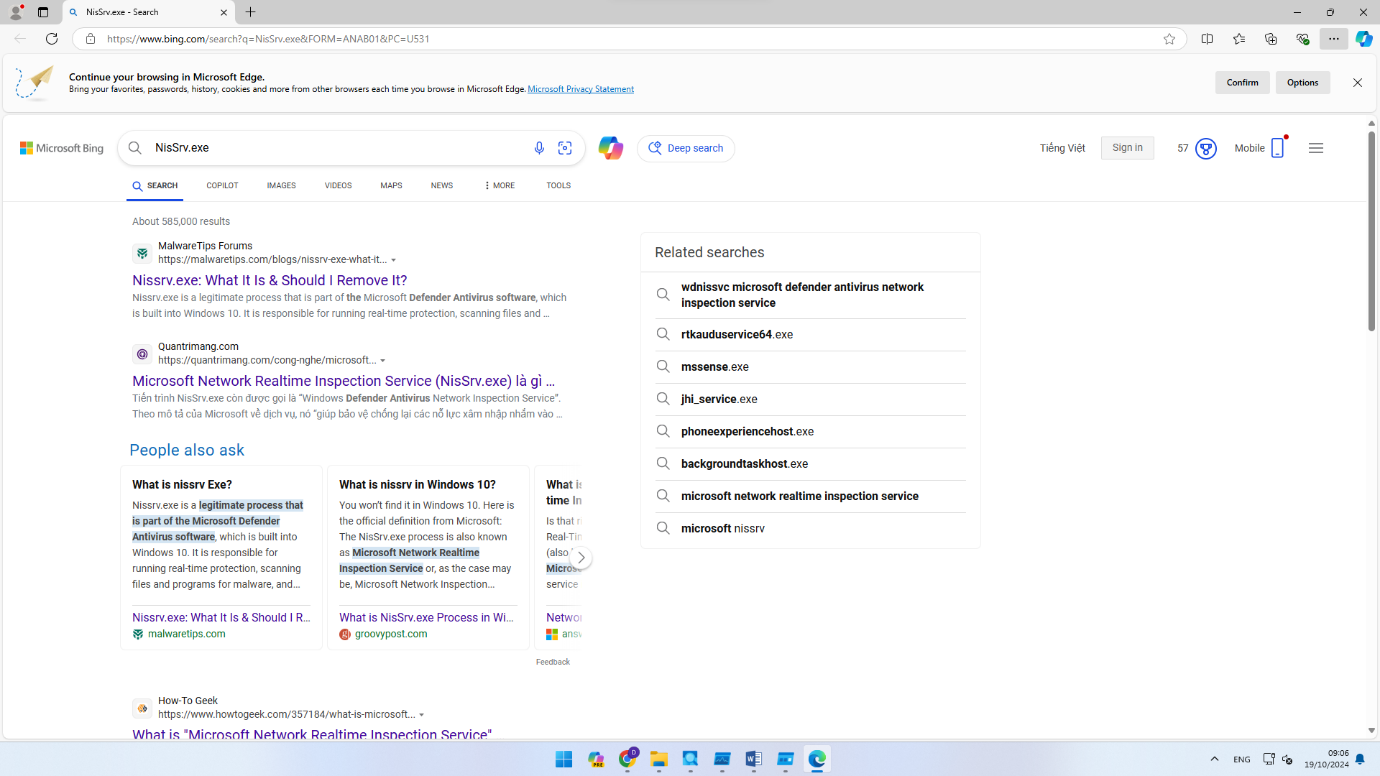 NisSrv.exe - Search
https://www.bing.com/search?q=NisSrv.exe&FORM=ANAB01&PC=U531
Continue your browsing in Microsoft Edge.
Bring your favorites, passwords, history, cookies and more from other browsers each time you browse in Microsoft Edge. Microsoft Privacy Statement
Confirm
Options
Microsoft Bing
NisSrv.exe
Deep search
Tiếng Việt
Sign in
57
Mobile
SEARCH
COPILOT
IMAGES
VIDEOS
MAPS
NEWS
MORE
TOOLS
About 585,000 results
MalwareTips Forums
https://malwaretips.com/blogs/nissrv-exe-what-it...
Nissrv.exe: What It Is & Should I Remove It?
Nissrv.exe is a legitimate process that is part of the Microsoft Defender Antivirus software, which
is built into Windows 10. It is responsible for running real-time protection, scanning files and ...
Quantrimang.com
https://quantrimang.com/cong-nghe/microsoft...
Microsoft Network Realtime Inspection Service (NisSrv.exe) là gì ...
Tiến trình NisSrv.exe còn được gọi là “Windows Defender Antivirus Network Inspection Service”.
Theo mô tả của Microsoft về dịch vụ, nó “giúp bảo vệ chống lại các nỗ lực xâm nhập nhắm vào ...
People also ask
What is nissrv Exe?
Nissrv.exe is a legitimate process that
is part of the Microsoft Defender
Antivirus software, which is built into
Windows 10. It is responsible for
running real-time protection, scanning
files and programs for malware, and...
Nissrv.exe: What It Is & Should I R...
malwaretips.com
What is nissrv in Windows 10?
You won’t find it in Windows 10. Here is
the official definition from Microsoft:
The NisSrv.exe process is also known
as Microsoft Network Realtime
Inspection Service or, as the case may
be, Microsoft Network Inspection...
What is NisSrv.exe Process in Wi...
groovypost.com
What is
time In
Is that
Real-Tim
(also
Micros
service
Networ
answ
Feedback
How-To Geek
https://www.howtogeek.com/357184/what-is-microsoft...
What is "Microsoft Network Realtime Inspection Service"
Related searches
wdnissvc microsoft defender antivirus network
inspection service
rtkauduservice64.exe
mssense.exe
jhi_service.exe
phoneexperiencehost.exe
backgroundtaskhost.exe
microsoft network realtime inspection service
microsoft nissrv
PRE
D
ENG
09:06
19/10/2024